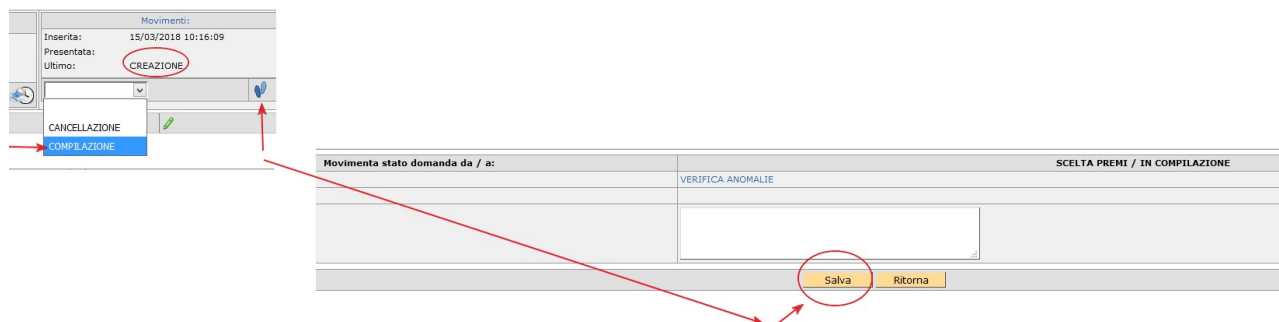 Movimenti:
Inserita: 15/03/2018 10:16:09
Presentata:
Ultimo: CREAZIONE
CANCELLAZIONE
COMPILAZIONE
Movimenta stato domanda da / a: SCELTA PREMI / IN COMPILAZIONE
VERIFICA ANOMALIE
Salva Ritorna